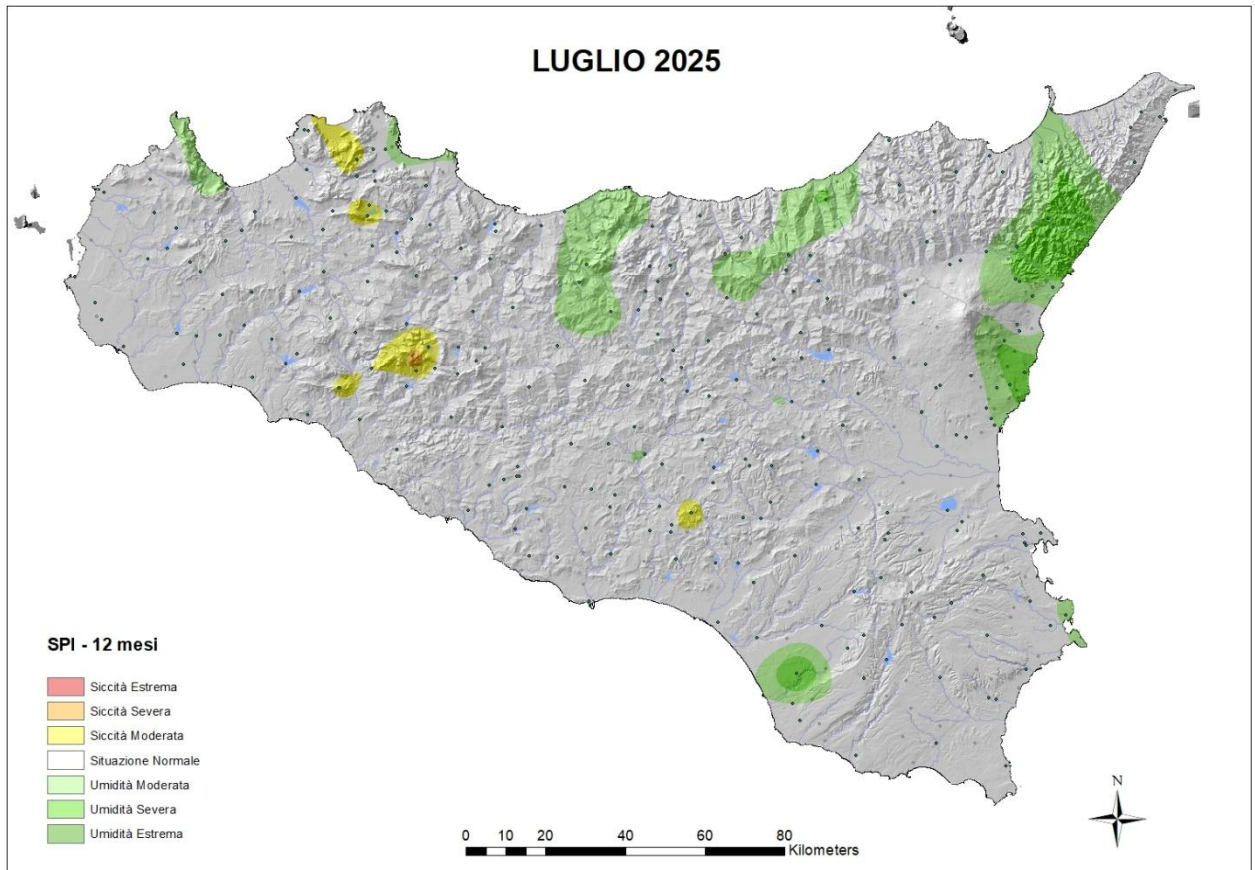 LUGLIO 2025
SPI - 12 mesi
Siccità Estrema
Siccità Severa
Siccità Moderata
Situazione Normale
Umidità Moderata
Umidità Severa
Umidità Estrema
N
0 10 20 40 60 80
Kilometers